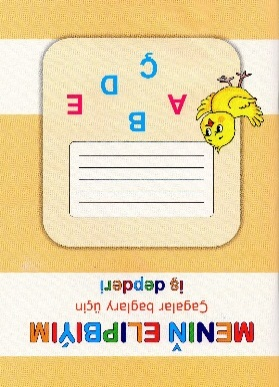 MENIŇ ELIPBIÝIM
Çagalar baglary üçin
iş depderi
A B Ç D E